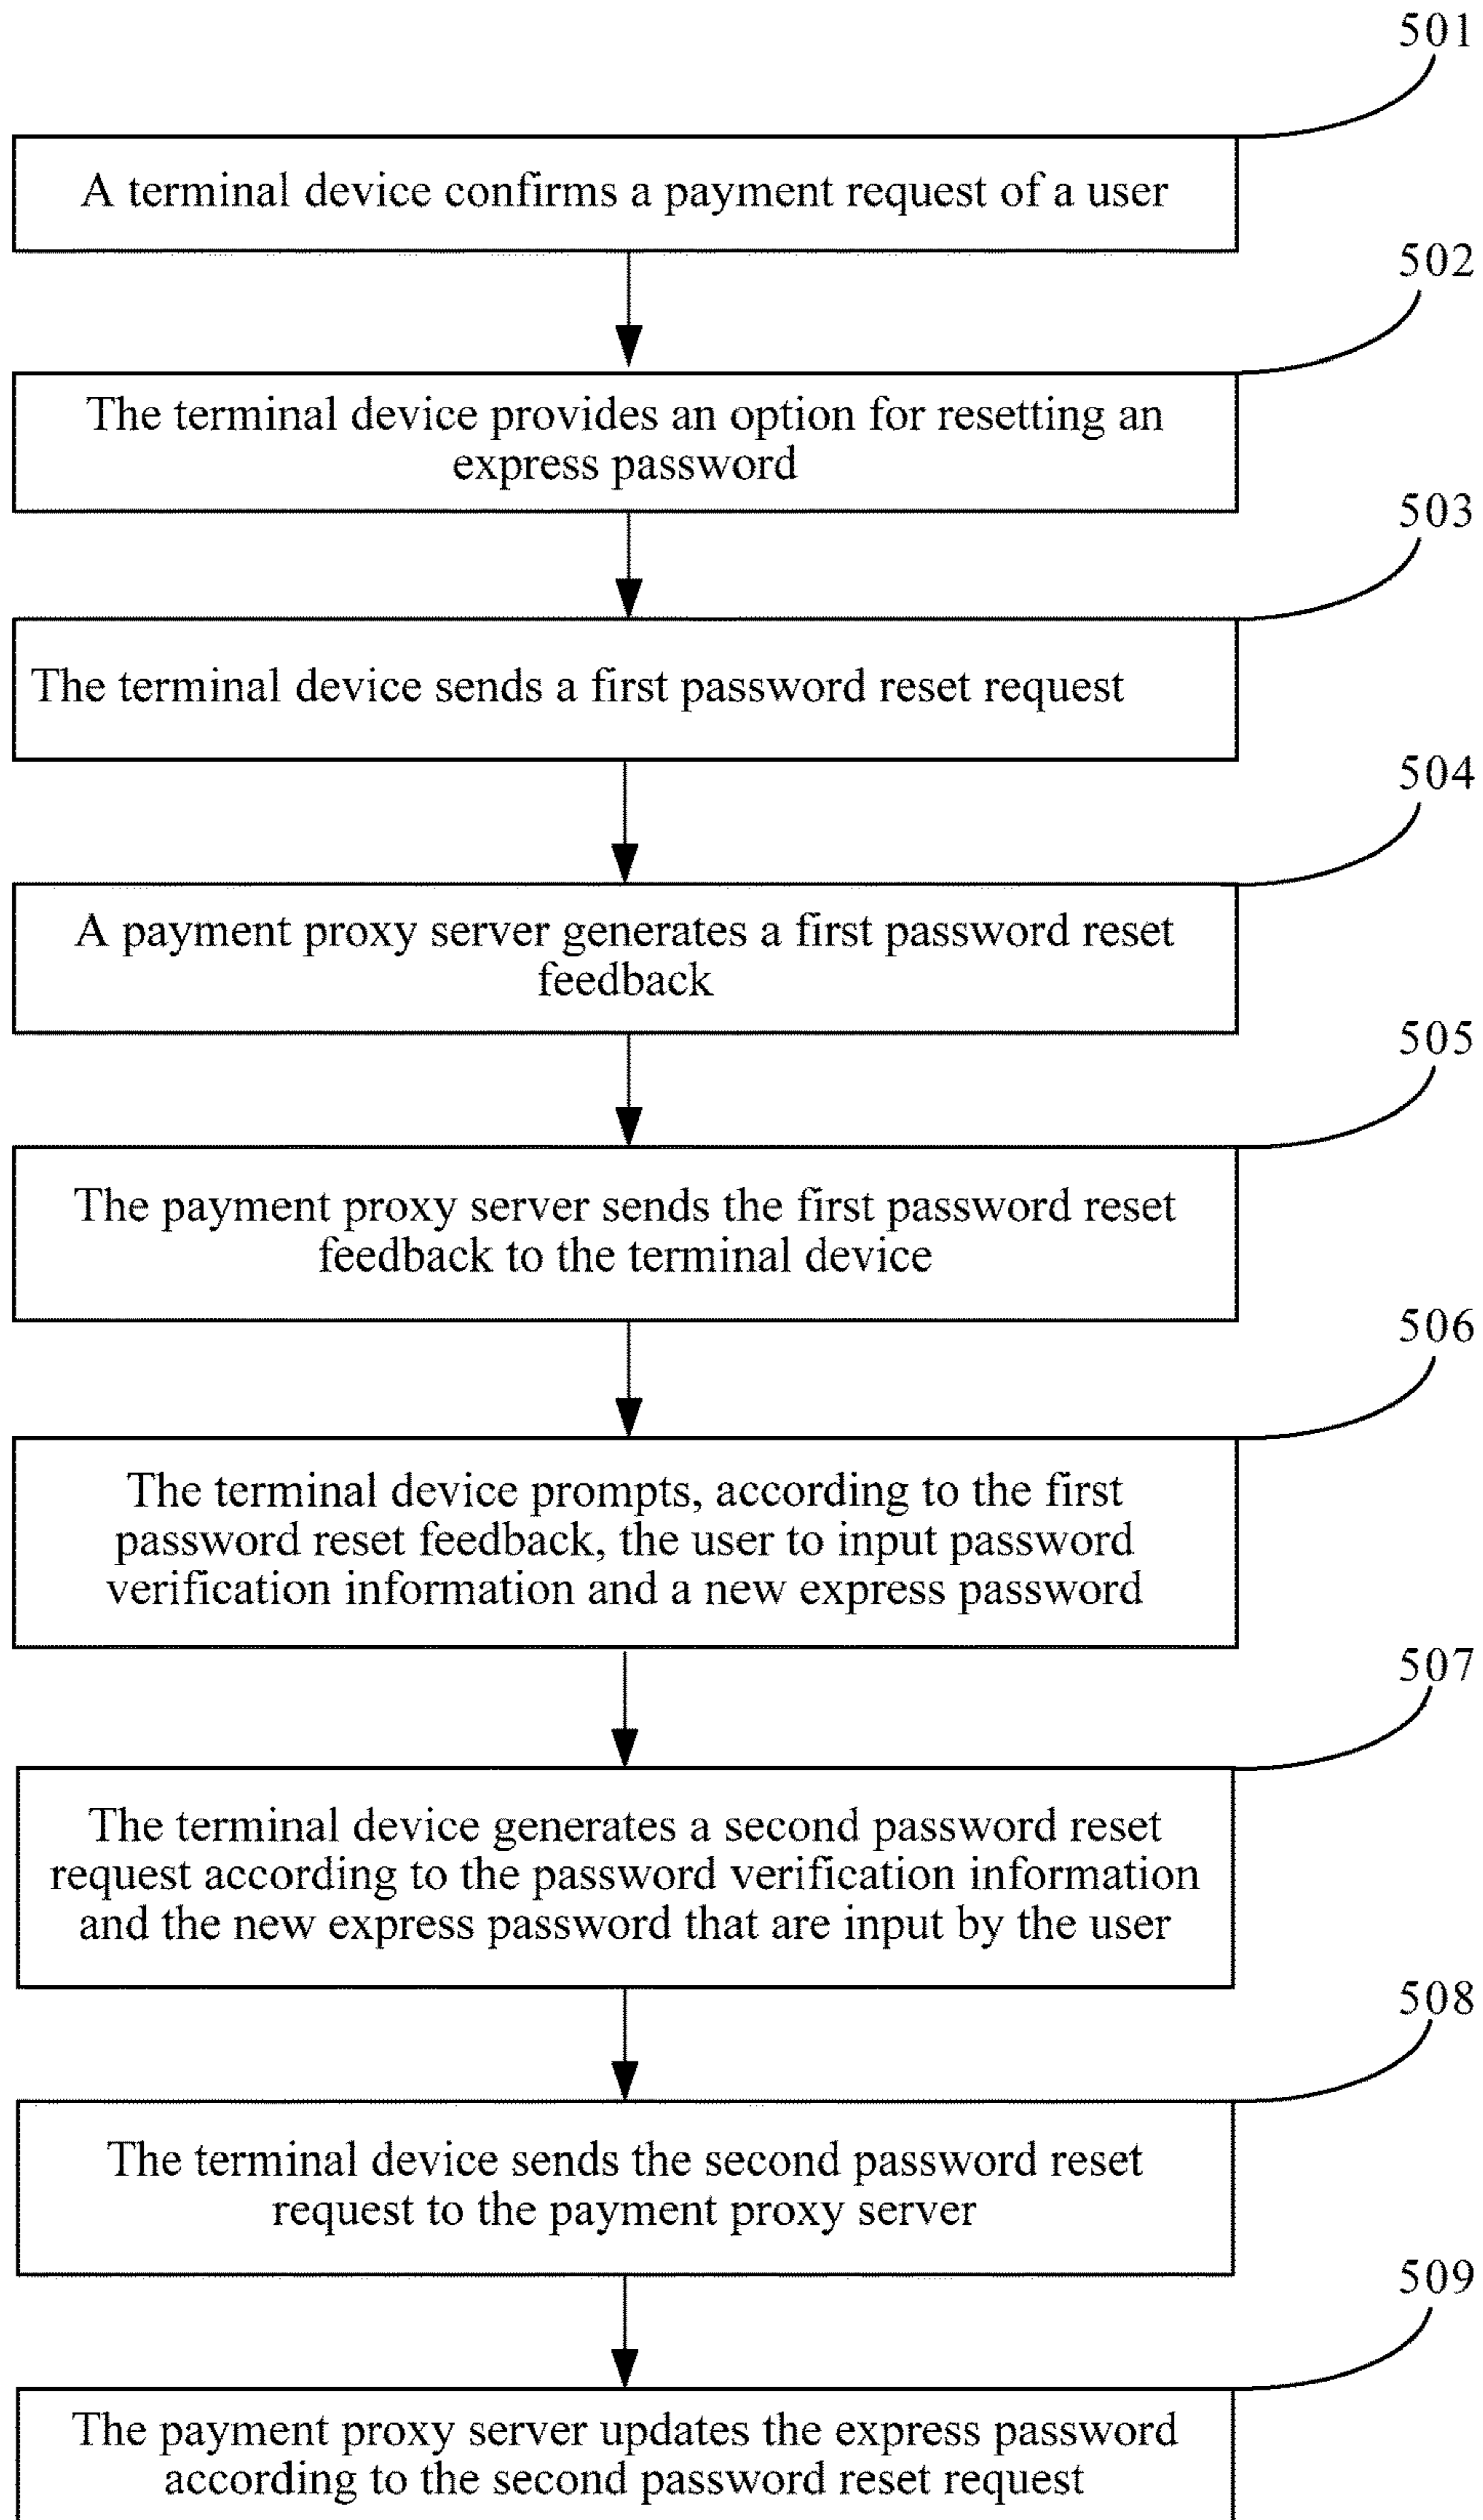 501
A terminal device confirms a payment request of a user
502
The terminal device provides an option for resetting an
express password
503
The terminal device sends a first password reset request
504
A payment proxy server generates a first password reset
feedback
505
The payment proxy server sends the first password reset
feedback to the terminal device
506
The terminal device prompts, according to the first
password reset feedback, the user to input password
verification information and a new express password
507
The terminal device generates a second password reset
request according to the password verification information
and the new express password that are input by the user
508
The terminal device sends the second password reset
request to the payment proxy server
509
The payment proxy server updates the express password
according to the second password reset request